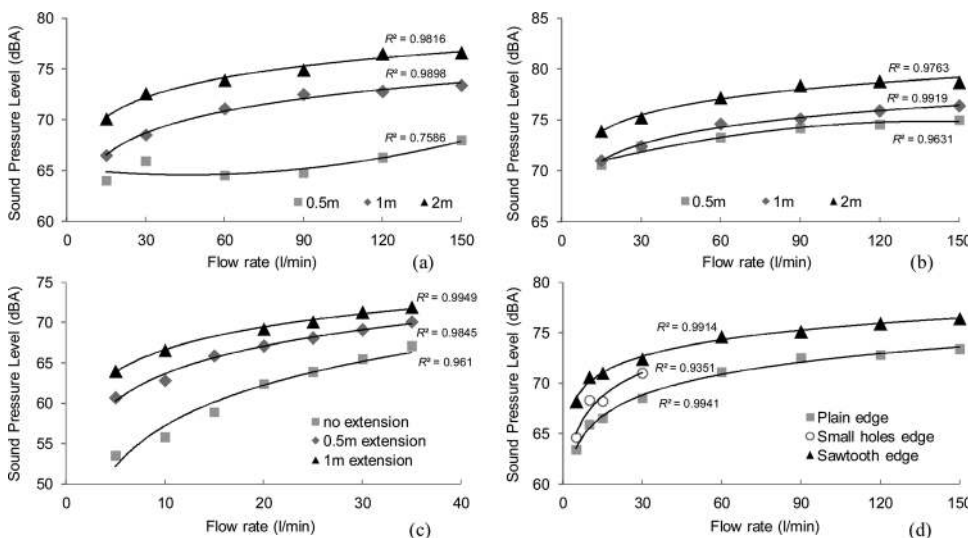 80
75
70
65
60
Sound Pressure Level (dBA)
R² = 0.9816
R² = 0.9898
R² = 0.7586
0.5m 1m 2m
0 30 60 90 120 150
Flow rate (l/min)
(a)
85
80
75
70
65
Sound Pressure Level (dBA)
R² = 0.9763
R² = 0.9919
R² = 0.9631
0.5m 1m 2m
0 30 60 90 120 150
Flow rate (l/min)
(b)
75
70
65
60
55
50
Sound Pressure Level (dBA)
R² = 0.9949
R² = 0.9845
R² = 0.961
no extension
0.5m extension
1m extension
0 10 20 30 40
Flow rate (l/min)
(c)
80
75
70
65
60
Sound Pressure Level (dBA)
R² = 0.9914
R² = 0.9351
R² = 0.9941
Plain edge
Small holes edge
Sawtooth edge
0 30 60 90 120 150
Flow rate (l/min)
(d)